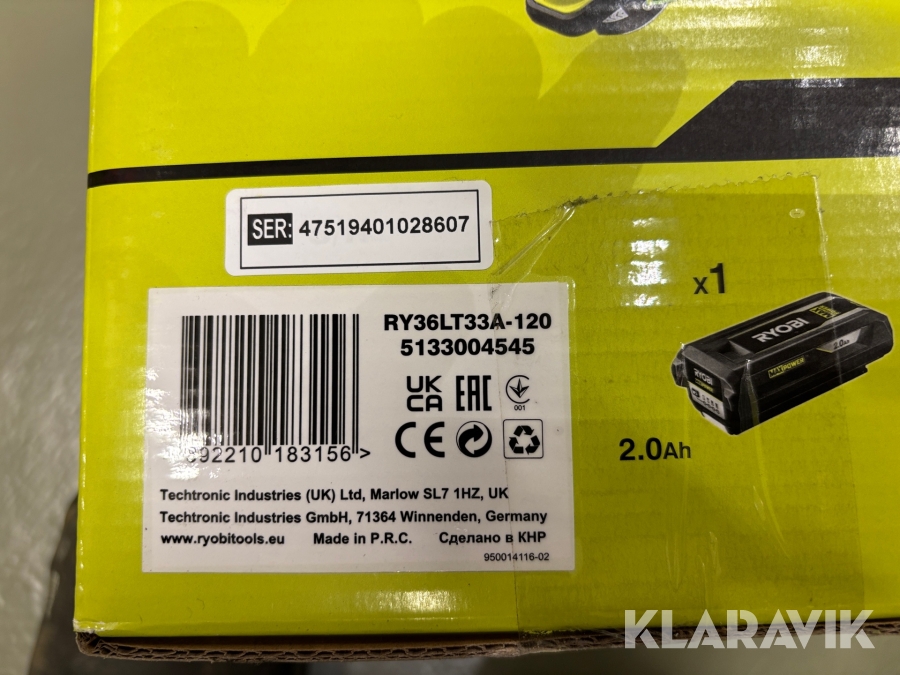 SER: 47519401028607
x1
RYOBI
2.0Ah
RYOBI
2.0Ah
RY36LT33A-120
5133004545
UK
CA
EAC
001
CE
892210 183156 >
Techtronic Industries (UK) Ltd, Marlow SL7 1HZ, UK
Techtronic Industries GmbH, 71364 Winnenden, Germany
www.ryobitools.eu Made in P.R.C. Сделано в КНР
950014116-02
KLARAVIK